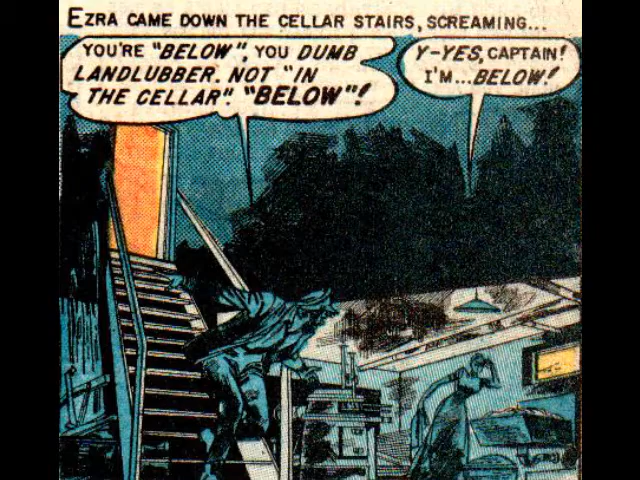 EZRA CAME DOWN THE CELLAR STAIRS, SCREAMING...
YOU'RE "BELOW", YOU DUMB
LANDLUBBER. NOT "IN
THE CELLAR". "BELOW"!
Y-YES, CAPTAIN!
I'M...BELOW!